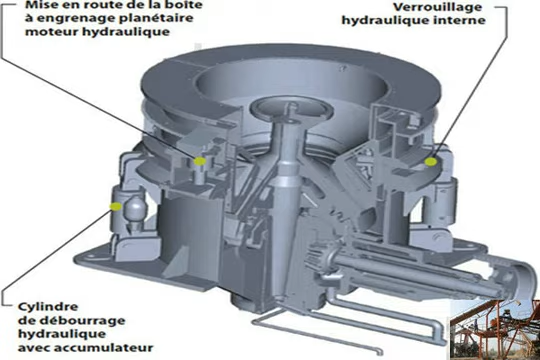 Mise en route de la boîte
à engrenage planétaire
moteur hydraulique
Verrouillage
hydraulique interne
Cylindre
de débourrage
hydraulique
avec accumulateur